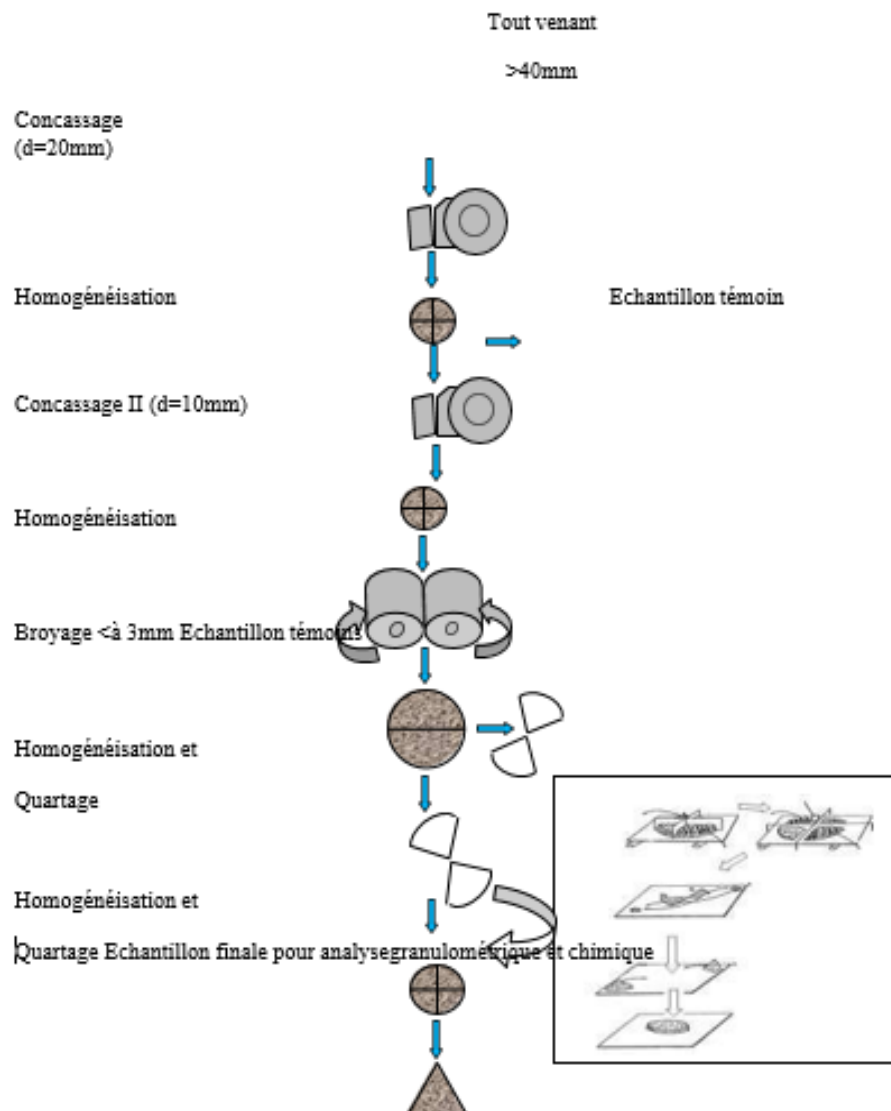 Tout venant
>40mm
Concassage
(d=20mm)
Homogénéisation
Echantillon témoin
Concassage II (d=10mm)
Homogénéisation
Broyage <à 3mm Echantillon témoins
Homogénéisation et
Quartage
Homogénéisation et
Quartage Echantillon finale pour analysegranulométrique et chimique